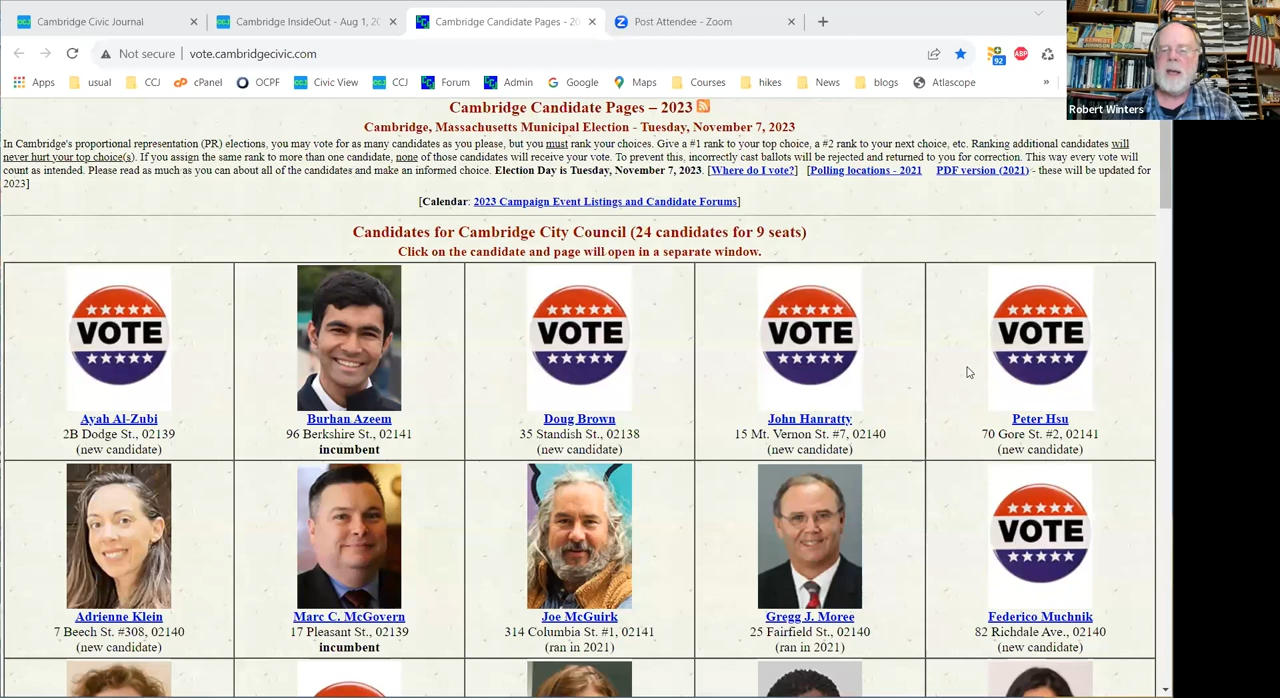 Cambridge Civic Journal
Cambridge InsideOut - Aug 1, 20
Cambridge Candidate Pages - 20
Post Attendee - Zoom
Not secure
vote.cambridgecivic.com
92
ABP
Apps
usual
CCJ
cPanel
OCPF
Civic View
CCJ
Forum
Admin
Google
Maps
Courses
hikes
News
blogs
Atlascope
»
Robert Winters
Cambridge Candidate Pages – 2023
Cambridge, Massachusetts Municipal Election - Tuesday, November 7, 2023
In Cambridge's proportional representation (PR) elections, you may vote for as many candidates as you please, but you must rank your choices. Give a #1 rank to your top choice, a #2 rank to your next choice, etc. Ranking additional candidates will
never hurt your top choice(s). If you assign the same rank to more than one candidate, none of those candidates will receive your vote. To prevent this, incorrectly cast ballots will be rejected and returned to you for correction. This way every vote will
count as intended. Please read as much as you can about all of the candidates and make an informed choice. Election Day is Tuesday, November 7, 2023. [Where do I vote?] [Polling locations - 2021 PDF version (2021) - these will be updated for
2023]
[Calendar: 2023 Campaign Event Listings and Candidate Forums]
Candidates for Cambridge City Council (24 candidates for 9 seats)
Click on the candidate and page will open in a separate window.
VOTE
Ayah Al-Zubi
2B Dodge St., 02139
(new candidate)
Burhan Azeem
96 Berkshire St., 02141
incumbent
VOTE
Doug Brown
35 Standish St., 02138
(new candidate)
VOTE
John Hanratty
15 Mt. Vernon St. #7, 02140
(new candidate)
VOTE
Peter Hsu
70 Gore St. #2, 02141
(new candidate)
Adrienne Klein
7 Beech St. #308, 02140
(new candidate)
Marc C. McGovern
17 Pleasant St., 02139
incumbent
Joe McGuirk
314 Columbia St. #1, 02141
(ran in 2021)
Gregg J. Moree
25 Fairfield St., 02140
(ran in 2021)
VOTE
Federico Muchnik
82 Richdale Ave., 02140
(new candidate)